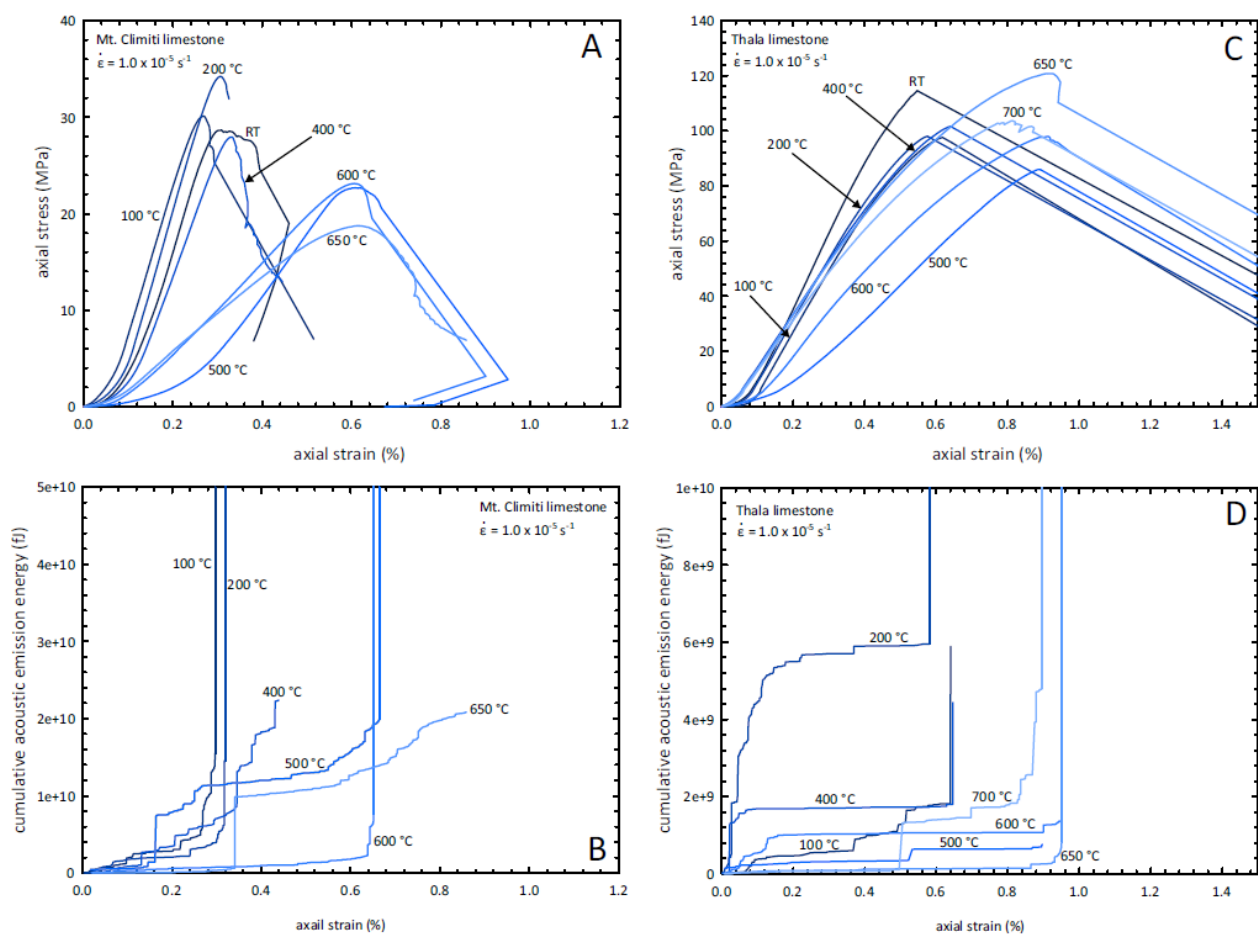 A
Mt. Climiti limestone
ε̇ = 1.0 x 10⁻⁵ s⁻¹
200 °C
RT
400 °C
100 °C
600 °C
650 °C
500 °C
axial stress (MPa)
40
30
20
10
0
0.0 0.2 0.4 0.6 0.8 1.0 1.2
axial strain (%)
C
Thala limestone
ε̇ = 1.0 x 10⁻⁵ s⁻¹
650 °C
RT
400 °C
700 °C
200 °C
500 °C
100 °C
600 °C
axial stress (MPa)
140
120
100
80
60
40
20
0
0.0 0.2 0.4 0.6 0.8 1.0 1.2 1.4
axial strain (%)
Mt. Climiti limestone
ε̇ = 1.0 x 10⁻⁵ s⁻¹
100 °C
200 °C
400 °C
650 °C
500 °C
600 °C
B
cumulative acoustic emission energy (fJ)
5e+10
4e+10
3e+10
2e+10
1e+10
0
0.0 0.2 0.4 0.6 0.8 1.0 1.2
axail strain (%)
Thala limestone
ε̇ = 1.0 x 10⁻⁵ s⁻¹
D
200 °C
400 °C
700 °C
600 °C
100 °C
500 °C
650 °C
cumulative acoustic emission energy (fJ)
1e+10
8e+9
6e+9
4e+9
2e+9
0
0.0 0.2 0.4 0.6 0.8 1.0 1.2 1.4
axial strain (%)